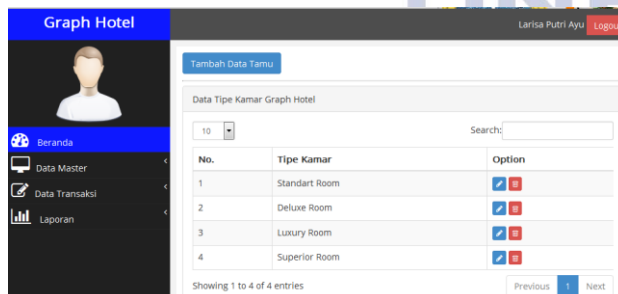 Graph Hotel
Larisa Putri Ayu Logou
Tambah Data Tamu
Data Tipe Kamar Graph Hotel
10 Search:
Beranda
Data Master
Data Transaksi
Laporan
No. Tipe Kamar Option
1 Standart Room
2 Deluxe Room
3 Luxury Room
4 Superior Room
Showing 1 to 4 of 4 entries Previous 1 Next